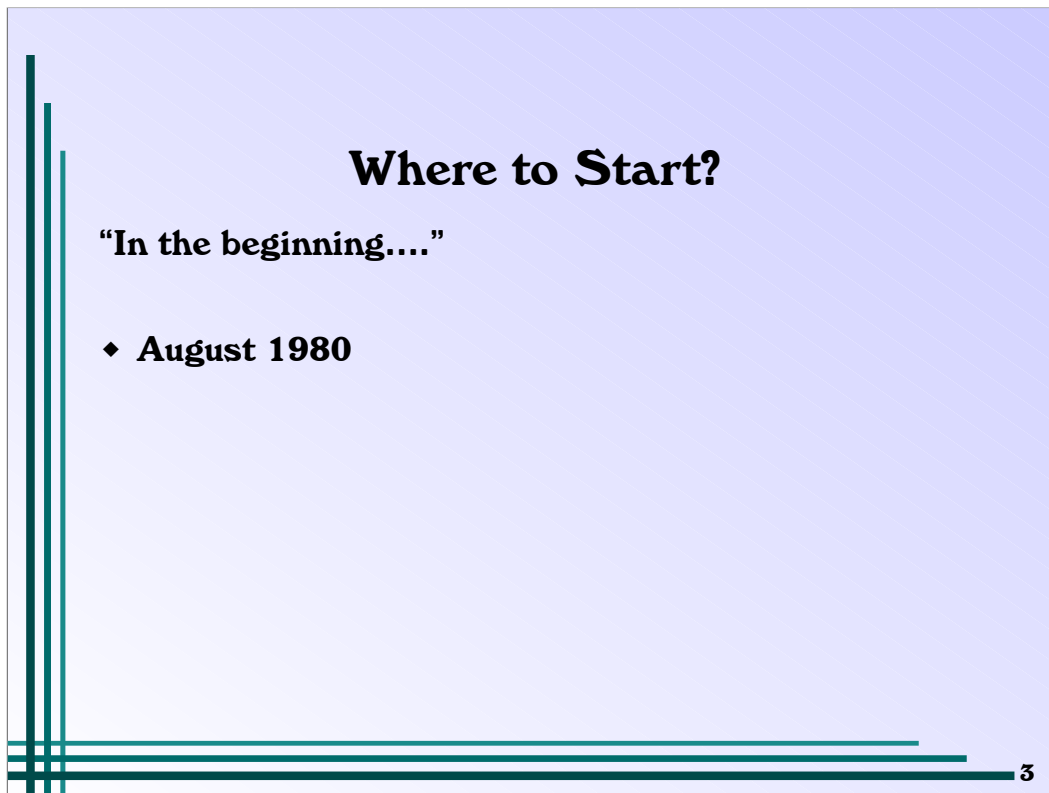 Where to Start?
“In the beginning....”
◆ August 1980
3